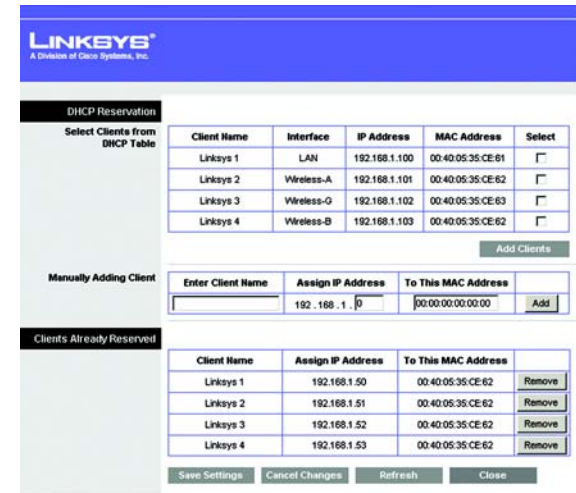 LINKSYS®
A Division of Cisco Systems, Inc.
DHCP Reservation
Select Clients from DHCP Table
Client Name Interface IP Address MAC Address Select
Linksys 1 LAN 192.168.1.100 00:40:05:35:CE:61
Linksys 2 Wireless-A 192.168.1.101 00:40:05:35:CE:62
Linksys 3 Wireless-G 192.168.1.102 00:40:05:35:CE:63
Linksys 4 Wireless-B 192.168.1.103 00:40:05:35:CE:62
Add Clients
Manually Adding Client
Enter Client Name Assign IP Address To This MAC Address
192 . 168 . 1 . 0 00:00:00:00:00:00 Add
Clients Already Reserved
Client Name Assign IP Address To This MAC Address
Linksys 1 192.168.1.50 00:40:05:35:CE:62 Remove
Linksys 2 192.168.1.51 00:40:05:35:CE:62 Remove
Linksys 3 192.168.1.52 00:40:05:35:CE:62 Remove
Linksys 4 192.168.1.53 00:40:05:35:CE:62 Remove
Save Settings Cancel Changes Refresh Close